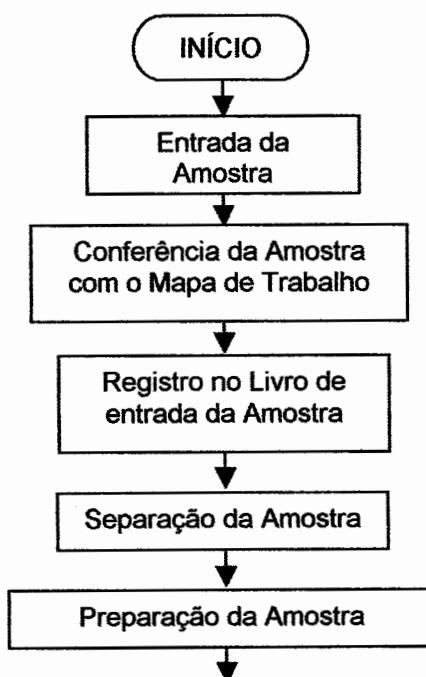 INÍCIO
Entrada da
Amostra
Conferência da Amostra
com o Mapa de Trabalho
Registro no Livro de
entrada da Amostra
Separação da Amostra
Preparação da Amostra